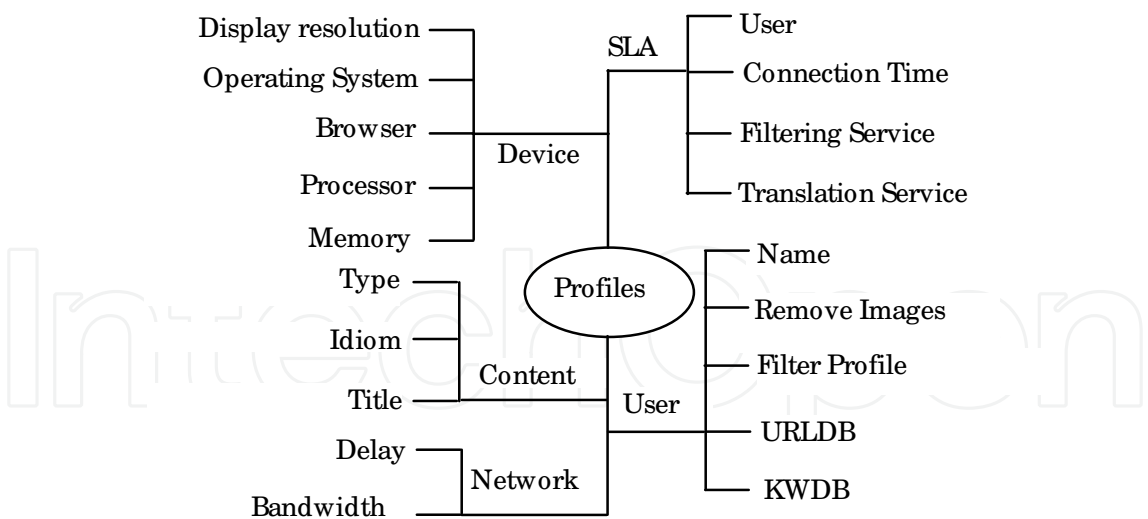 Display resolution
Operating System
Browser
Processor
Memory
Device
SLA
User
Connection Time
Filtering Service
Translation Service
Profiles
Type
Idiom
Title
Content
Delay
Bandwidth
Network
User
Name
Remove Images
Filter Profile
URLDB
KWDB
IntechOpen